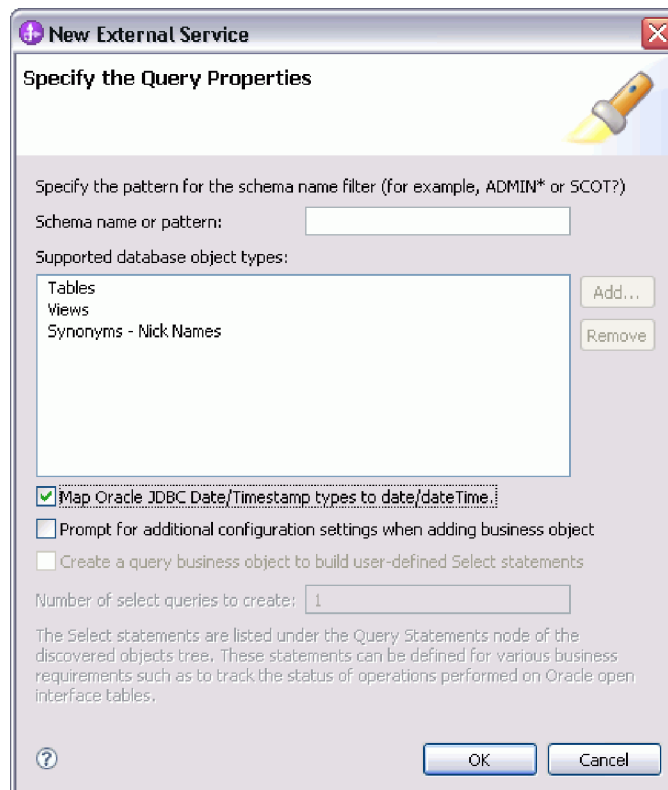 New External Service
Specify the Query Properties
Specify the pattern for the schema name filter (for example, ADMIN* or SCOT?)
Schema name or pattern:
Supported database object types:
Tables
Views
Synonyms - Nick Names
Add...
Remove
Map Oracle JDBC Date/Timestamp types to date/dateTime.
Prompt for additional configuration settings when adding business object
Create a query business object to build user-defined Select statements
Number of select queries to create: 1
The Select statements are listed under the Query Statements node of the
discovered objects tree. These statements can be defined for various business
requirements such as to track the status of operations performed on Oracle open
interface tables.
?
OK
Cancel